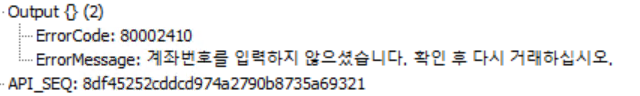 Output {} (2)
ErrorCode: 80002410
ErrorMessage: 계좌번호를 입력하지 않으셨습니다. 확인 후 다시 거래하십시오.
API_SEQ: 8df45252cddcd974a2790b8735a69321